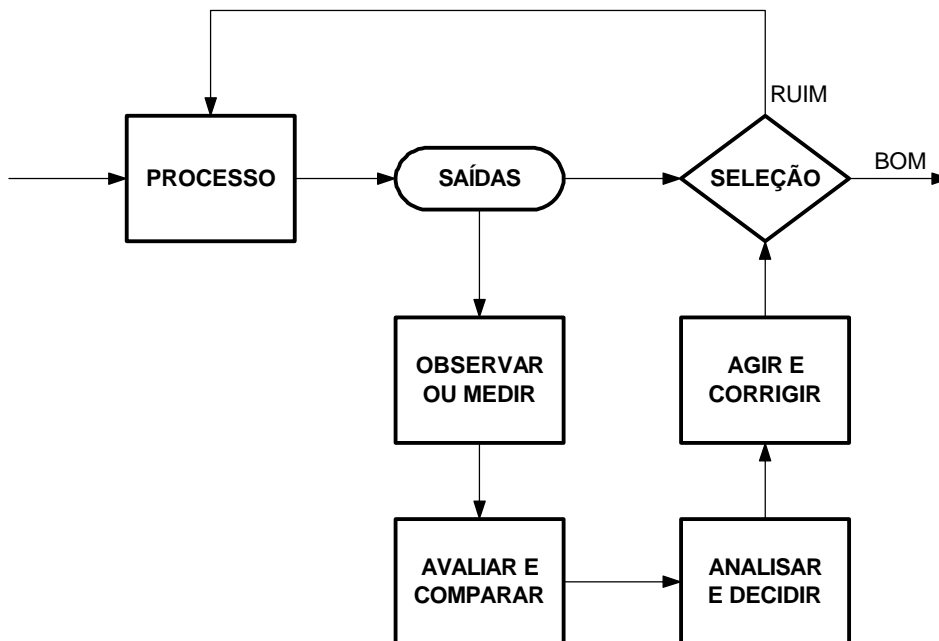 RUIM
BOM
PROCESSO
SAÍDAS
SELEÇÃO
OBSERVAR
OU MEDIR
AGIR E
CORRIGIR
AVALIAR E
COMPARAR
ANALISAR
E DECIDIR